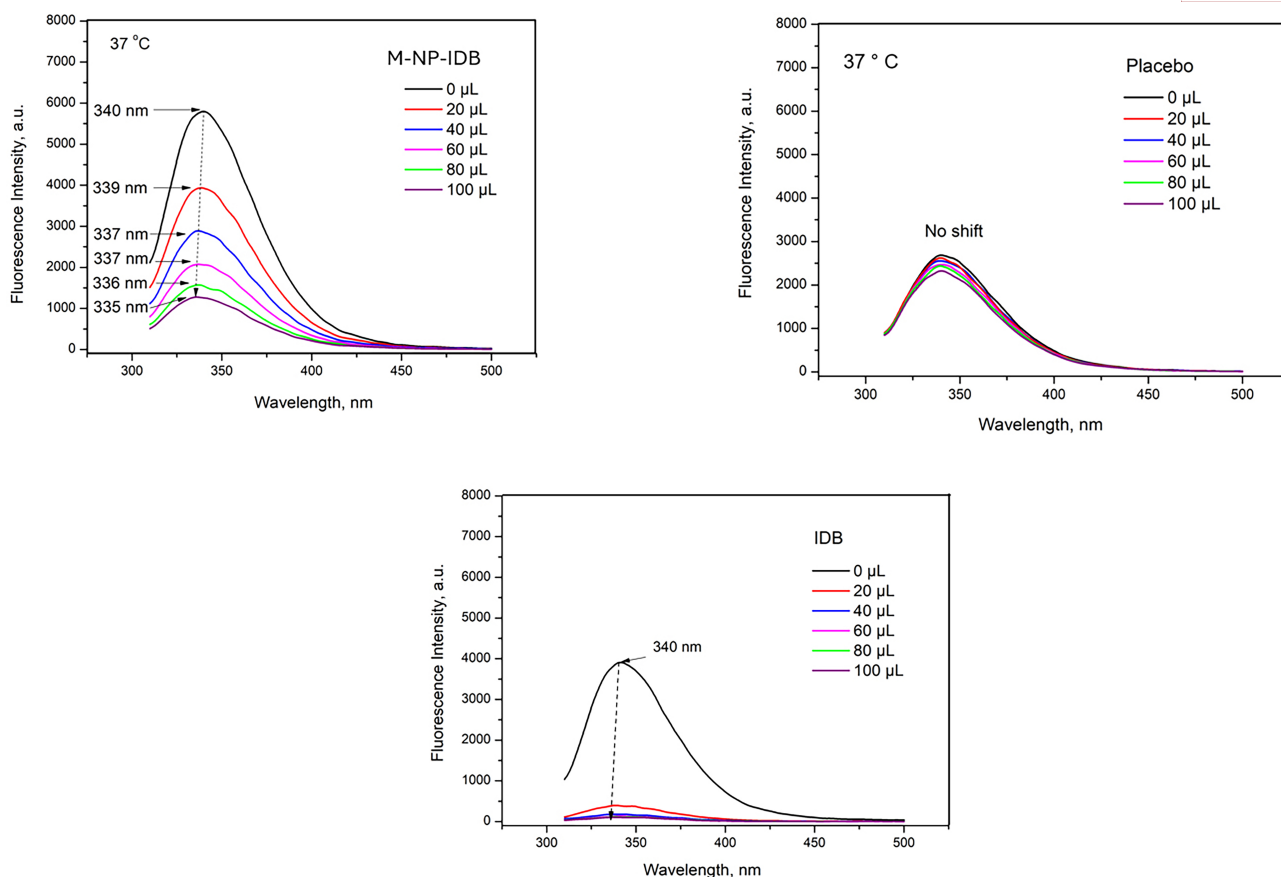 37 °C
M-NP-IDB
0 µL
20 µL
40 µL
60 µL
80 µL
100 µL
340 nm
339 nm
337 nm
337 nm
336 nm
335 nm
8000
7000
6000
5000
4000
3000
2000
1000
0
300
350
400
450
500
Fluorescence Intensity, a.u.
Wavelength, nm
37 ° C
Placebo
0 µL
20 µL
40 µL
60 µL
80 µL
100 µL
No shift
8000
7000
6000
5000
4000
3000
2000
1000
0
300
350
400
450
500
Fluorescence Intensity, a.u.
Wavelength, nm
IDB
0 µL
20 µL
40 µL
60 µL
80 µL
100 µL
340 nm
8000
7000
6000
5000
4000
3000
2000
1000
0
300
350
400
450
500
Fluorescence Intensity, a.u.
Wavelength, nm